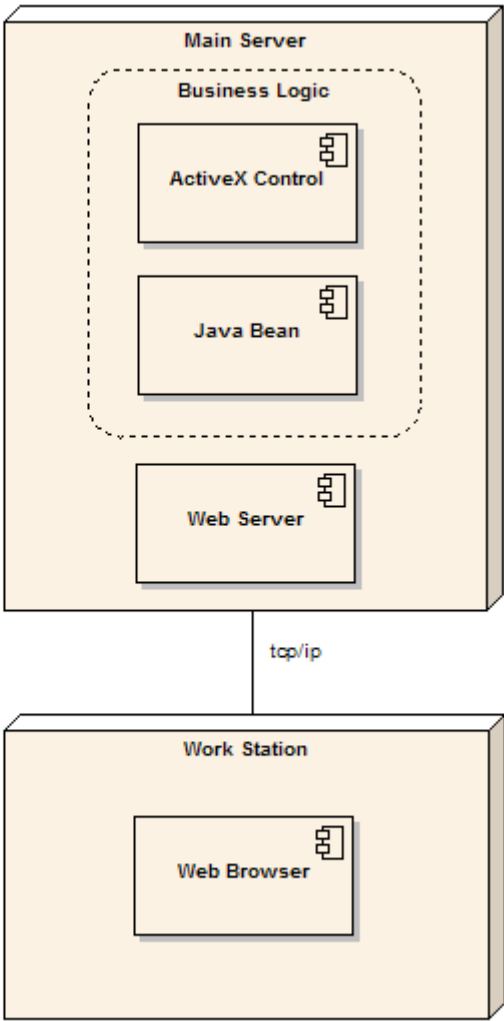 Main Server
Business Logic
ActiveX Control
Java Bean
Web Server
tcp/ip
Work Station
Web Browser